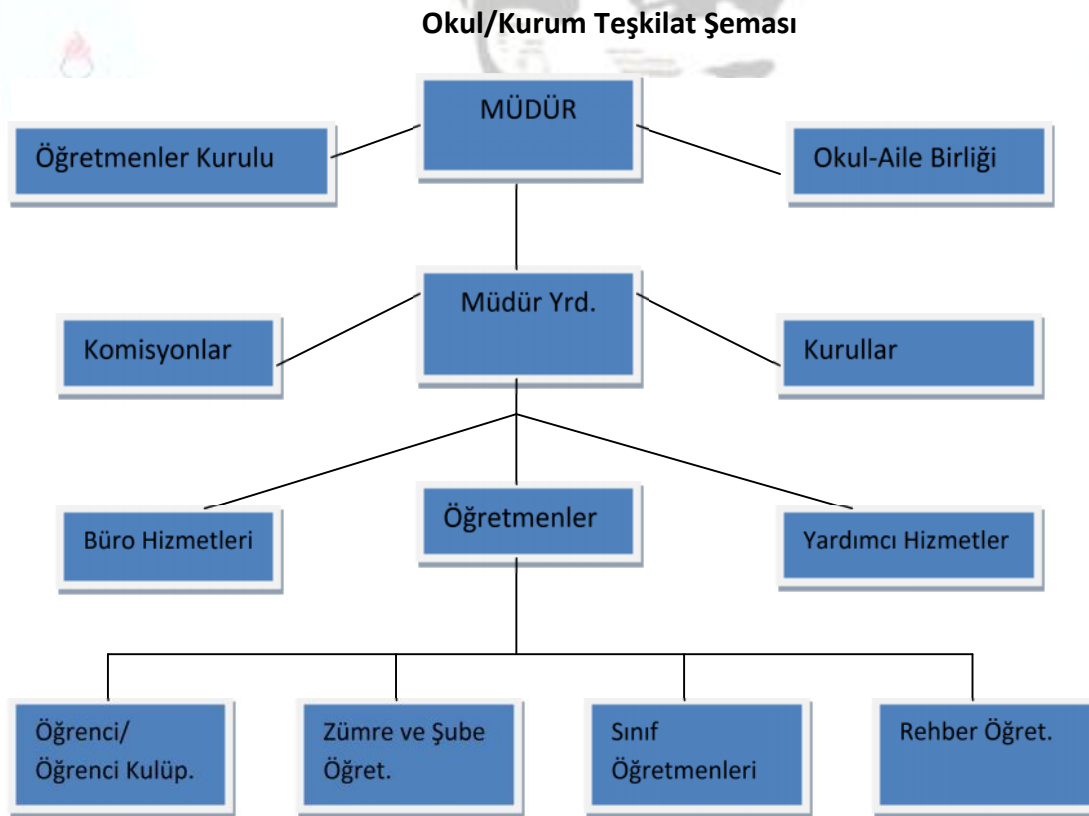 Okul/Kurum Teşkilat Şeması
MÜDÜR
Öğretmenler Kurulu
Okul-Aile Birliği
Müdür Yrd.
Komisyonlar
Kurullar
Büro Hizmetleri
Öğretmenler
Yardımcı Hizmetler
Öğrenci/
Öğrenci Kulüp.
Zümre ve Şube
Öğret.
Sınıf
Öğretmenleri
Rehber Öğret.